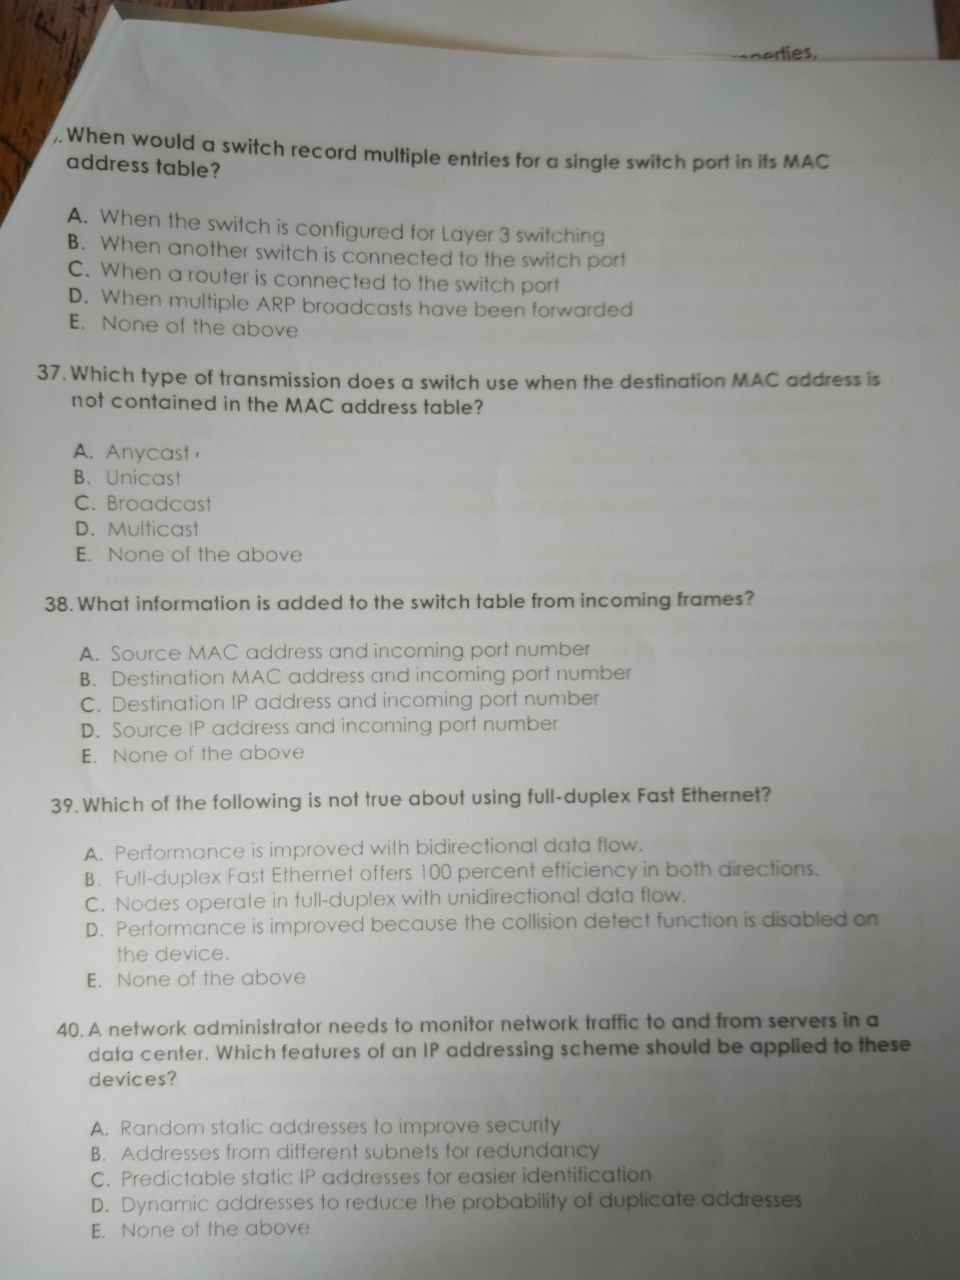 When would a switch record multiple entries for a single switch port in its MAC
address table?
A. When the switch is configured for Layer 3 switching
B. When another switch is connected to the switch port
C. When a router is connected to the switch port
D. When multiple ARP broadcasts have been forwarded
E. None of the above
37. Which type of transmission does a switch use when the destination MAC address is
not contained in the MAC address table?
A. Anycast
B. Unicast
C. Broadcast
D. Multicast
E. None of the above
38. What information is added to the switch table from incoming frames?
A. Source MAC address and incoming port number
B. Destination MAC address and incoming port number
C. Destination IP address and incoming port number
D. Source IP address and incoming port number
E. None of the above
39. Which of the following is not true about using full-duplex Fast Ethernet?
A. Performance is improved with bidirectional data flow.
B. Full-duplex Fast Ethernet offers 100 percent efficiency in both directions.
C. Nodes operate in full-duplex with unidirectional data flow.
D. Performance is improved because the collision detect function is disabled on
the device.
E. None of the above
40. A network administrator needs to monitor network traffic to and from servers in a
data center. Which features of an IP addressing scheme should be applied to these
devices?
A. Random static addresses to improve security
B. Addresses from different subnets for redundancy
C. Predictable static IP addresses for easier identification
D. Dynamic addresses to reduce the probability of duplicate addresses
E. None of the above